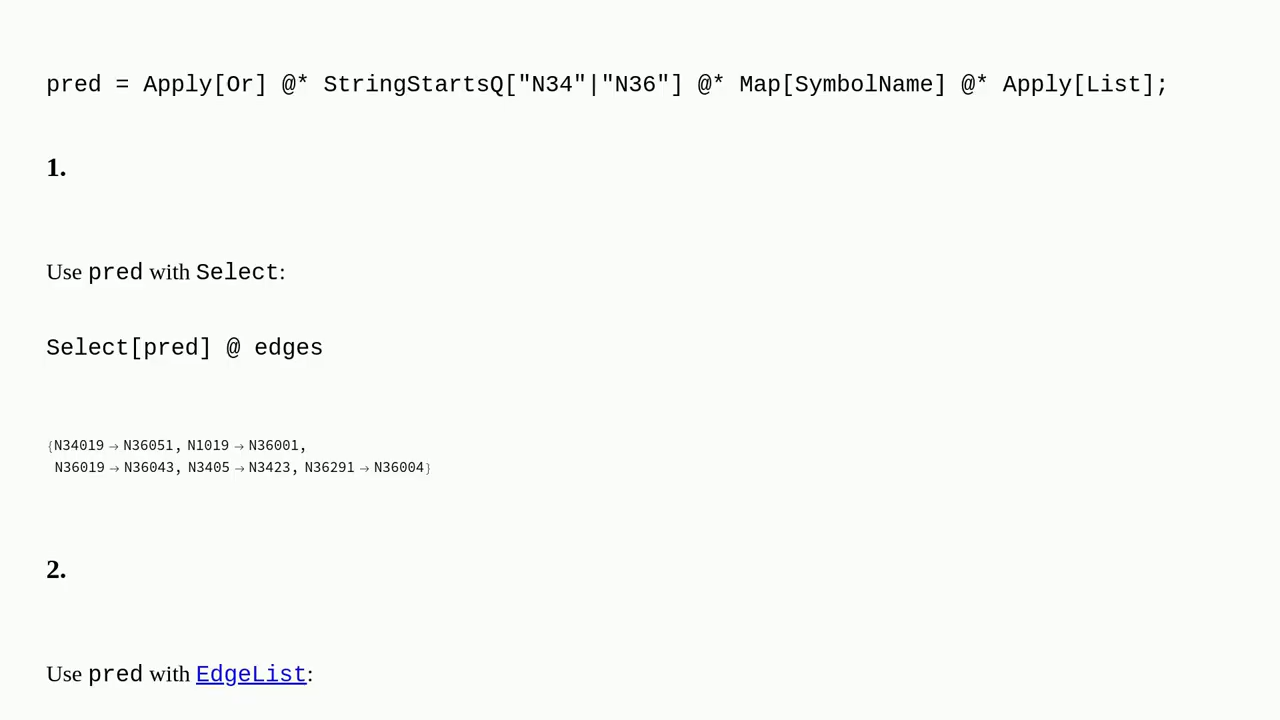 pred = Apply[Or] @* StringStartsQ["N34"|"N36"] @* Map[SymbolName] @* Apply[List];
1.
Use pred with Select:
Select[pred] @ edges
{N34019 → N36051, N1019 → N36001,
N36019 → N36043, N3405 → N3423, N36291 → N36004}
2.
Use pred with EdgeList: